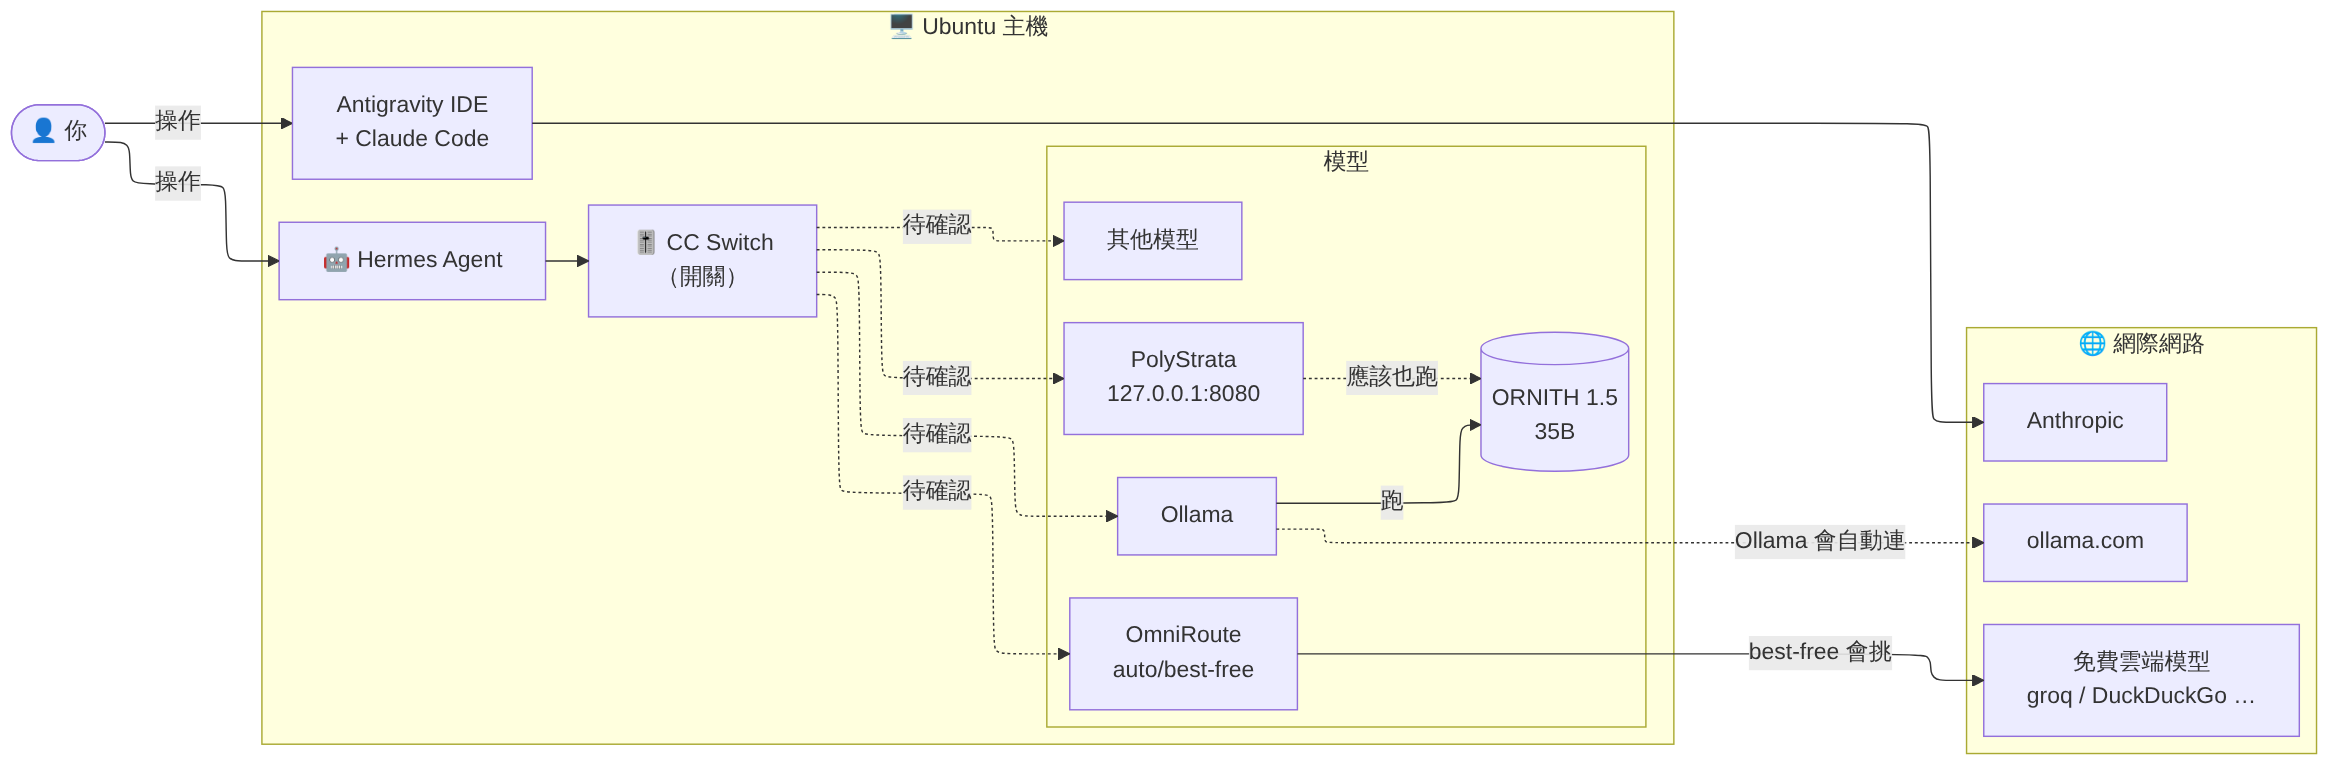 🖥️ Ubuntu 主機
Antigravity IDE
+ Claude Code
👤 你
操作
操作
🤖 Hermes Agent
🎚️ CC Switch
（開關）
待確認
待確認
待確認
待確認
模型
其他模型
PolyStrata
127.0.0.1:8080
應該也跑
ORNITH 1.5
35B
Ollama
跑
OmniRoute
auto/best-free
Ollama 會自動連
best-free 會挑
🌐 網際網路
Anthropic
ollama.com
免費雲端模型
groq / DuckDuckGo …